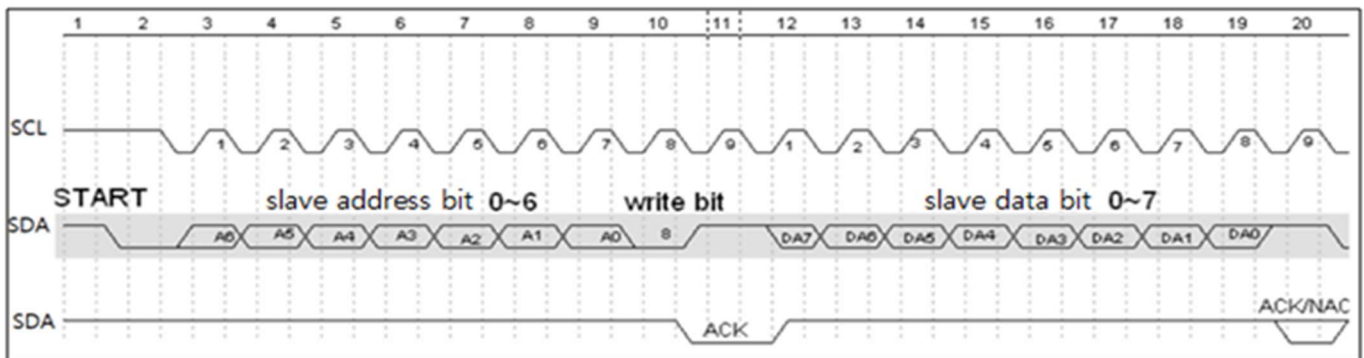 1 2 3 4 5 6 7 8 9 10 11 12 13 14 15 16 17 18 19 20
SCL 1 2 3 4 5 6 7 8 9 1 2 3 4 5 6 7 8 9
START slave address bit 0~6 write bit slave data bit 0~7
SDA A6 A5 A4 A3 A2 A1 A0 8 DA7 DA6 DA5 DA4 DA3 DA2 DA1 DA0
ACK/NAC
SDA ACK